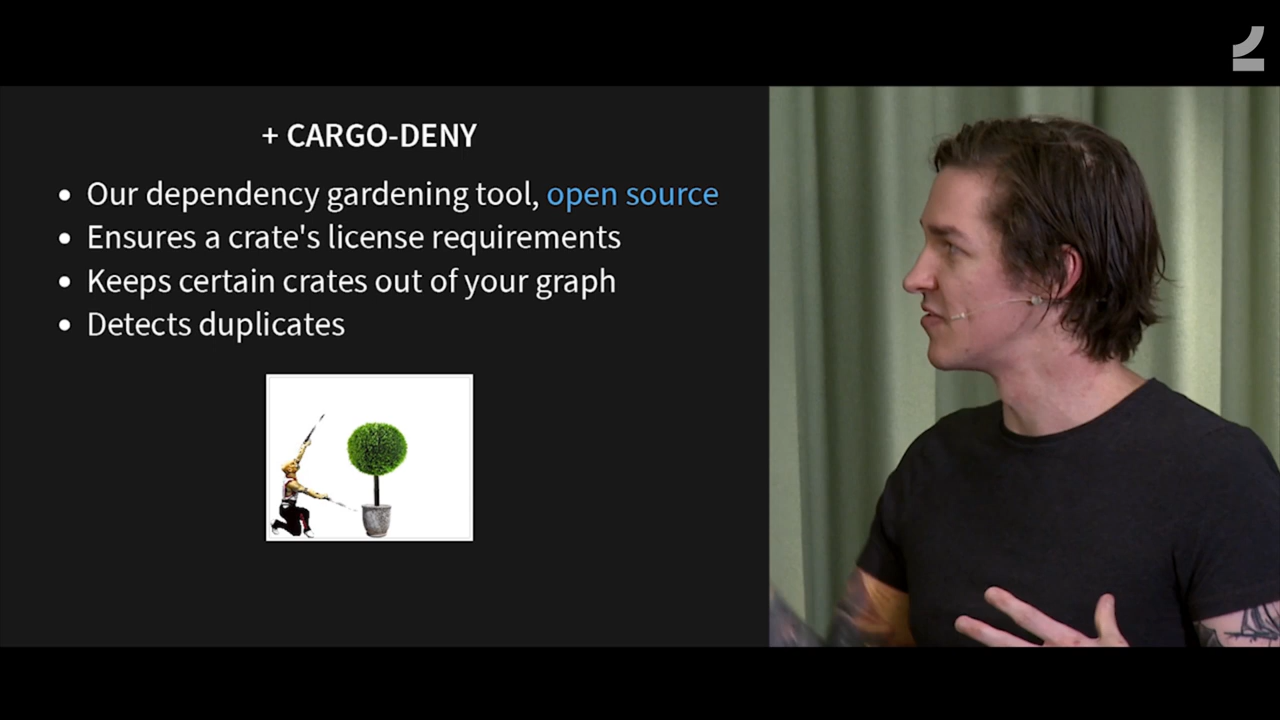 + CARGO-DENY
Our dependency gardening tool, open source
Ensures a crate's license requirements
Keeps certain crates out of your graph
Detects duplicates